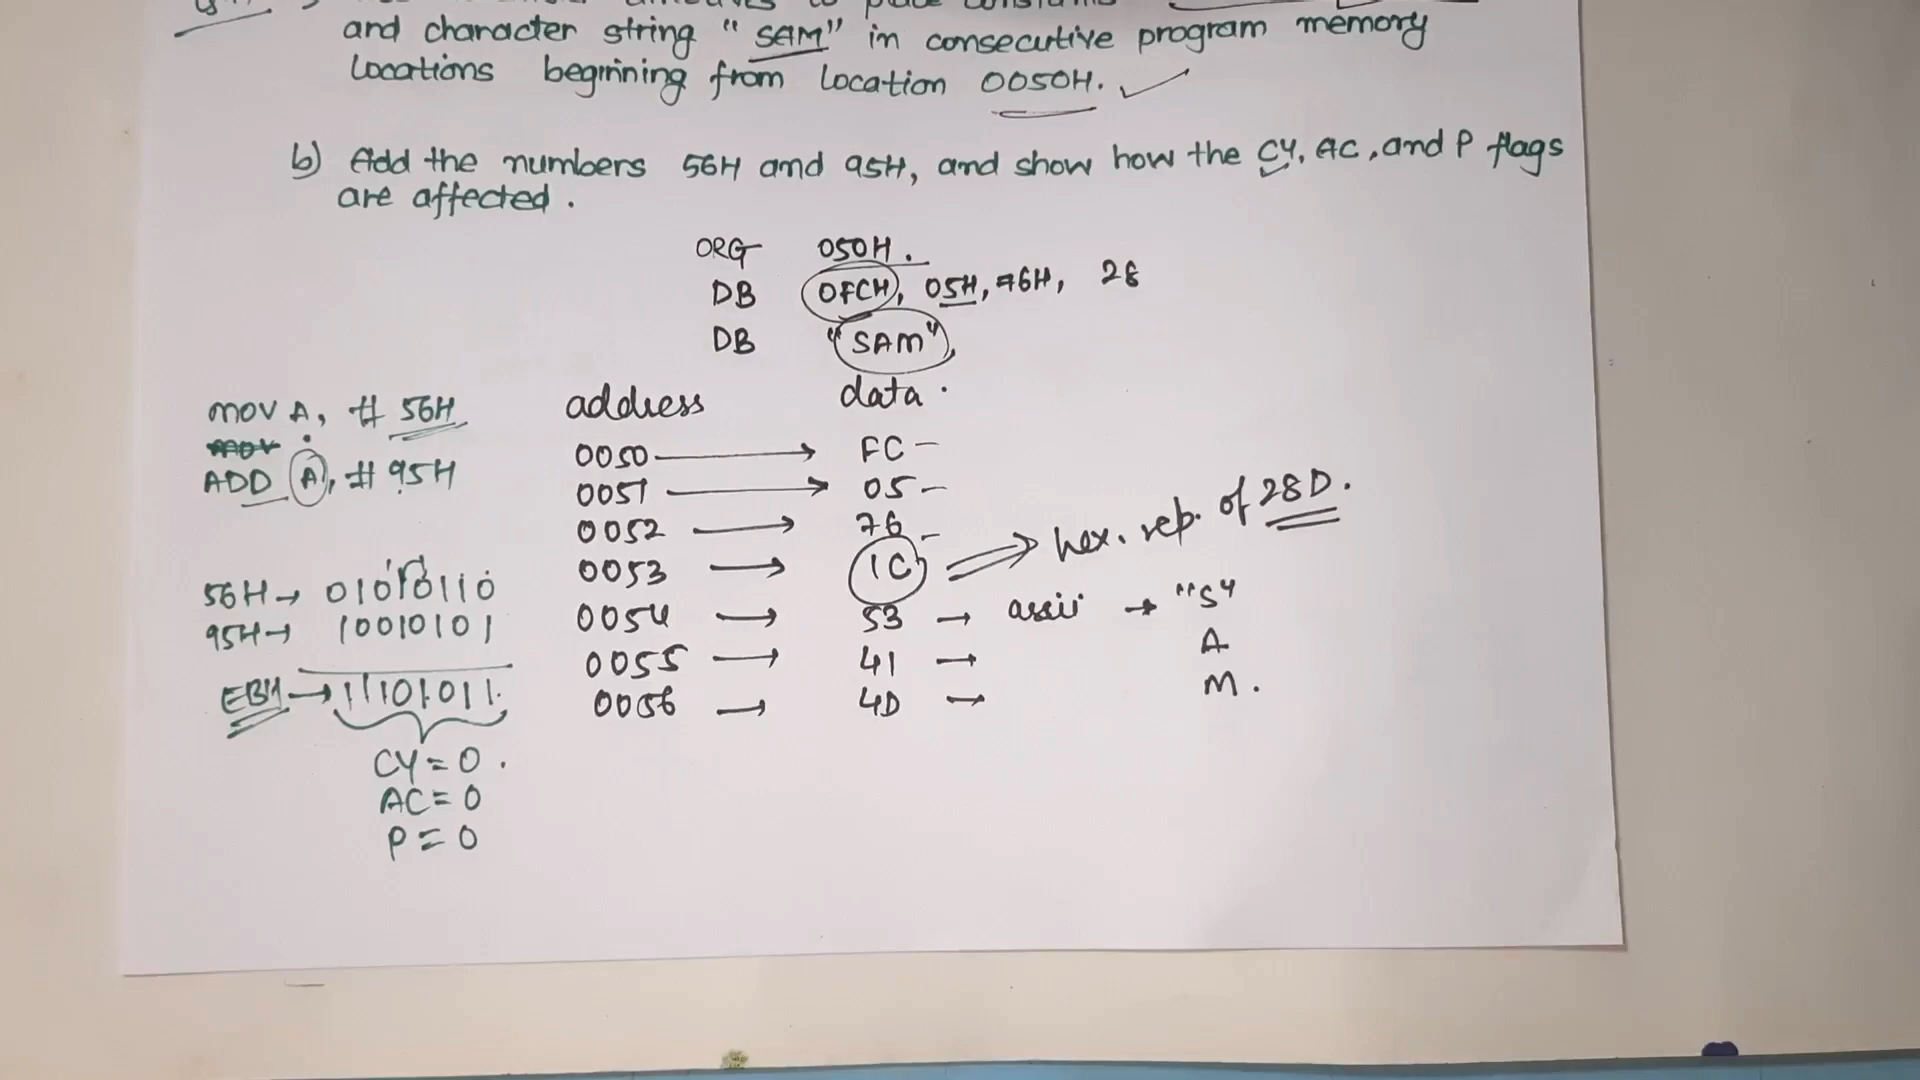 and character string "SAM" in consecutive program memory
Locations beginning from location 0050H.
b) Add the numbers 56H and 95H, and show how the CY, AC, and P flags
are affected.
ORG 050H.
DB 0FCH, 05H, 76H, 28
DB "SAM"
address data.
0050 → FC -
0051 → 05 -
0052 → 76 -
0053 → 1C ⇒ hex. rep. of 28D.
0054 → 53 → ascii → "S"
0055 → 41 → A
0056 → 4D → M.
MOV A, # 56H
ADD A, # 95H
56H → 01010110
95H → 10010101
EBH → 11101011
CY = 0.
AC = 0
P = 0